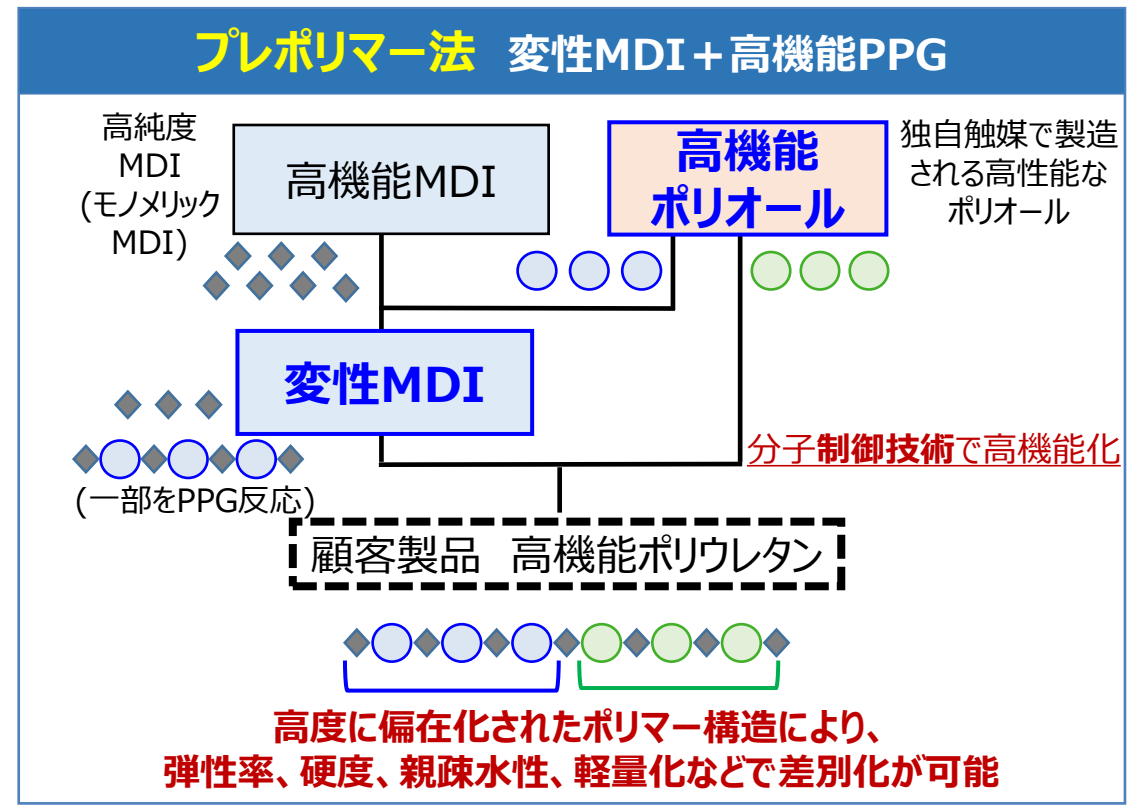 プレポリマー法 変性MDI＋高機能PPG
高純度
MDI
(モノメリック
MDI)
高機能MDI
高機能
ポリオール
独自触媒で製造
される高性能な
ポリオール
変性MDI
(一部をPPG反応)
分子制御技術で高機能化
顧客製品 高機能ポリウレタン
高度に偏在化されたポリマー構造により、
弾性率、硬度、親疎水性、軽量化などで差別化が可能